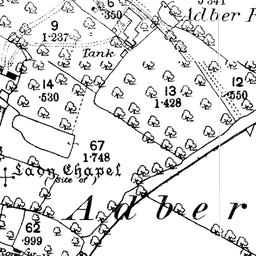 6
.350
Adber
9
1.237
Tank
14
.530
13
1.428
12
.550
67
1.748
Lady Chapel
(Site of)
Adber
62
.999